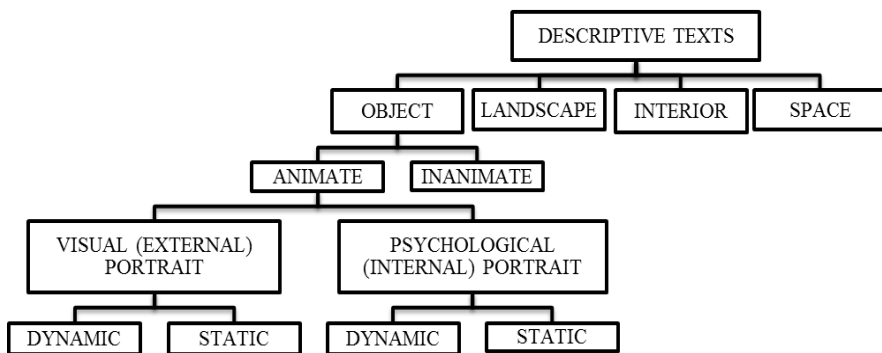 DESCRIPTIVE TEXTS
OBJECT
LANDSCAPE
INTERIOR
SPACE
ANIMATE
INANIMATE
VISUAL (EXTERNAL)
PORTRAIT
PSYCHOLOGICAL
(INTERNAL) PORTRAIT
DYNAMIC
STATIC
DYNAMIC
STATIC